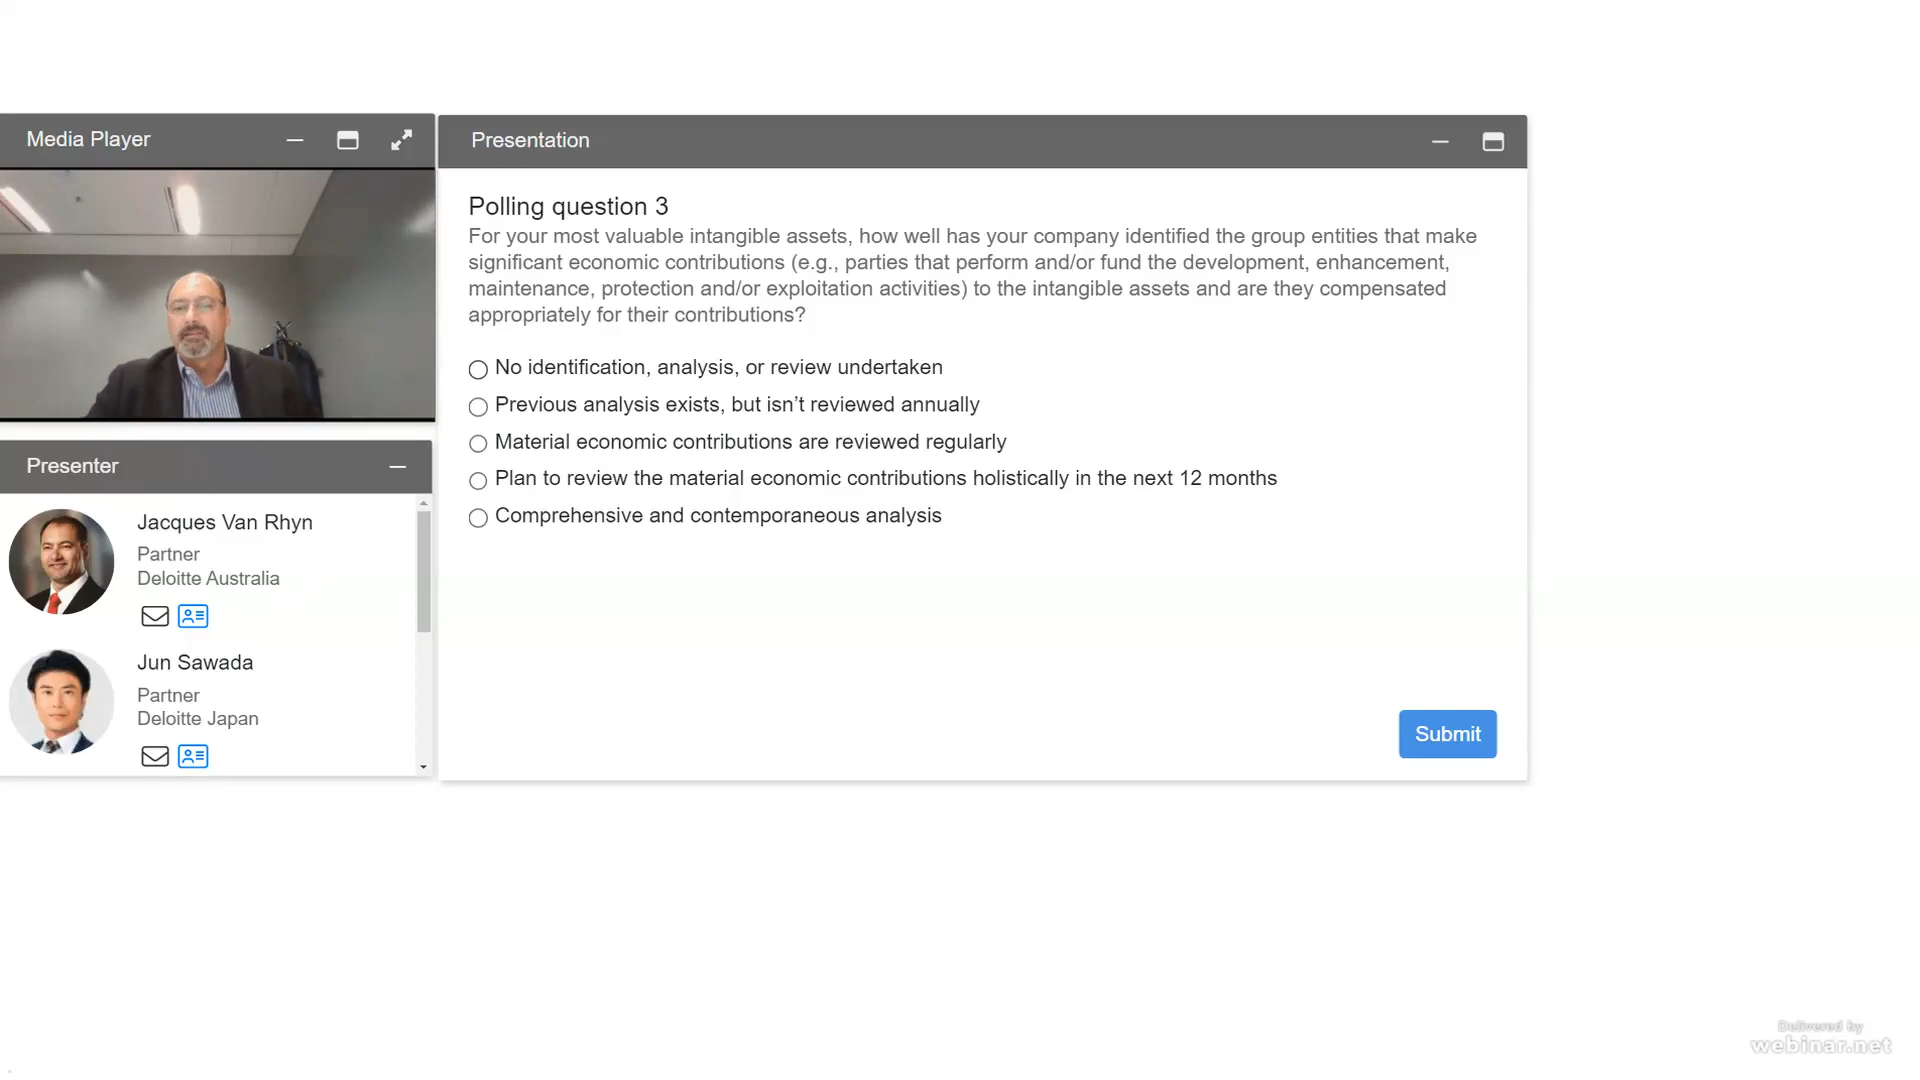 Media Player
Presentation
Polling question 3
For your most valuable intangible assets, how well has your company identified the group entities that make
significant economic contributions (e.g., parties that perform and/or fund the development, enhancement,
maintenance, protection and/or exploitation activities) to the intangible assets and are they compensated
appropriately for their contributions?
No identification, analysis, or review undertaken
Previous analysis exists, but isn’t reviewed annually
Material economic contributions are reviewed regularly
Plan to review the material economic contributions holistically in the next 12 months
Comprehensive and contemporaneous analysis
Submit
Presenter
Jacques Van Rhyn
Partner
Deloitte Australia
Jun Sawada
Partner
Deloitte Japan
Delivered by
webinar.net